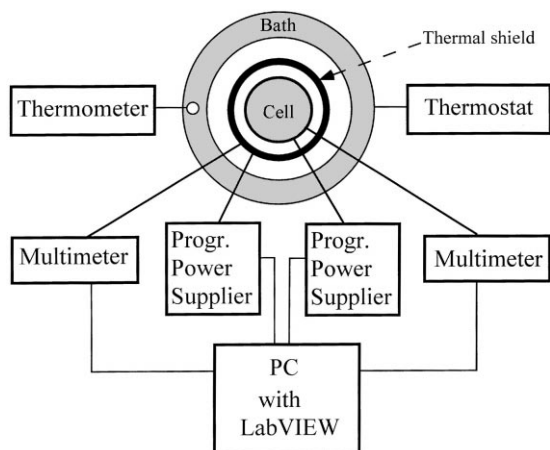 Bath
Thermal shield
Thermometer
Cell
Thermostat
Multimeter
Progr.
Power
Supplier
Progr.
Power
Supplier
Multimeter
PC
with
LabVIEW